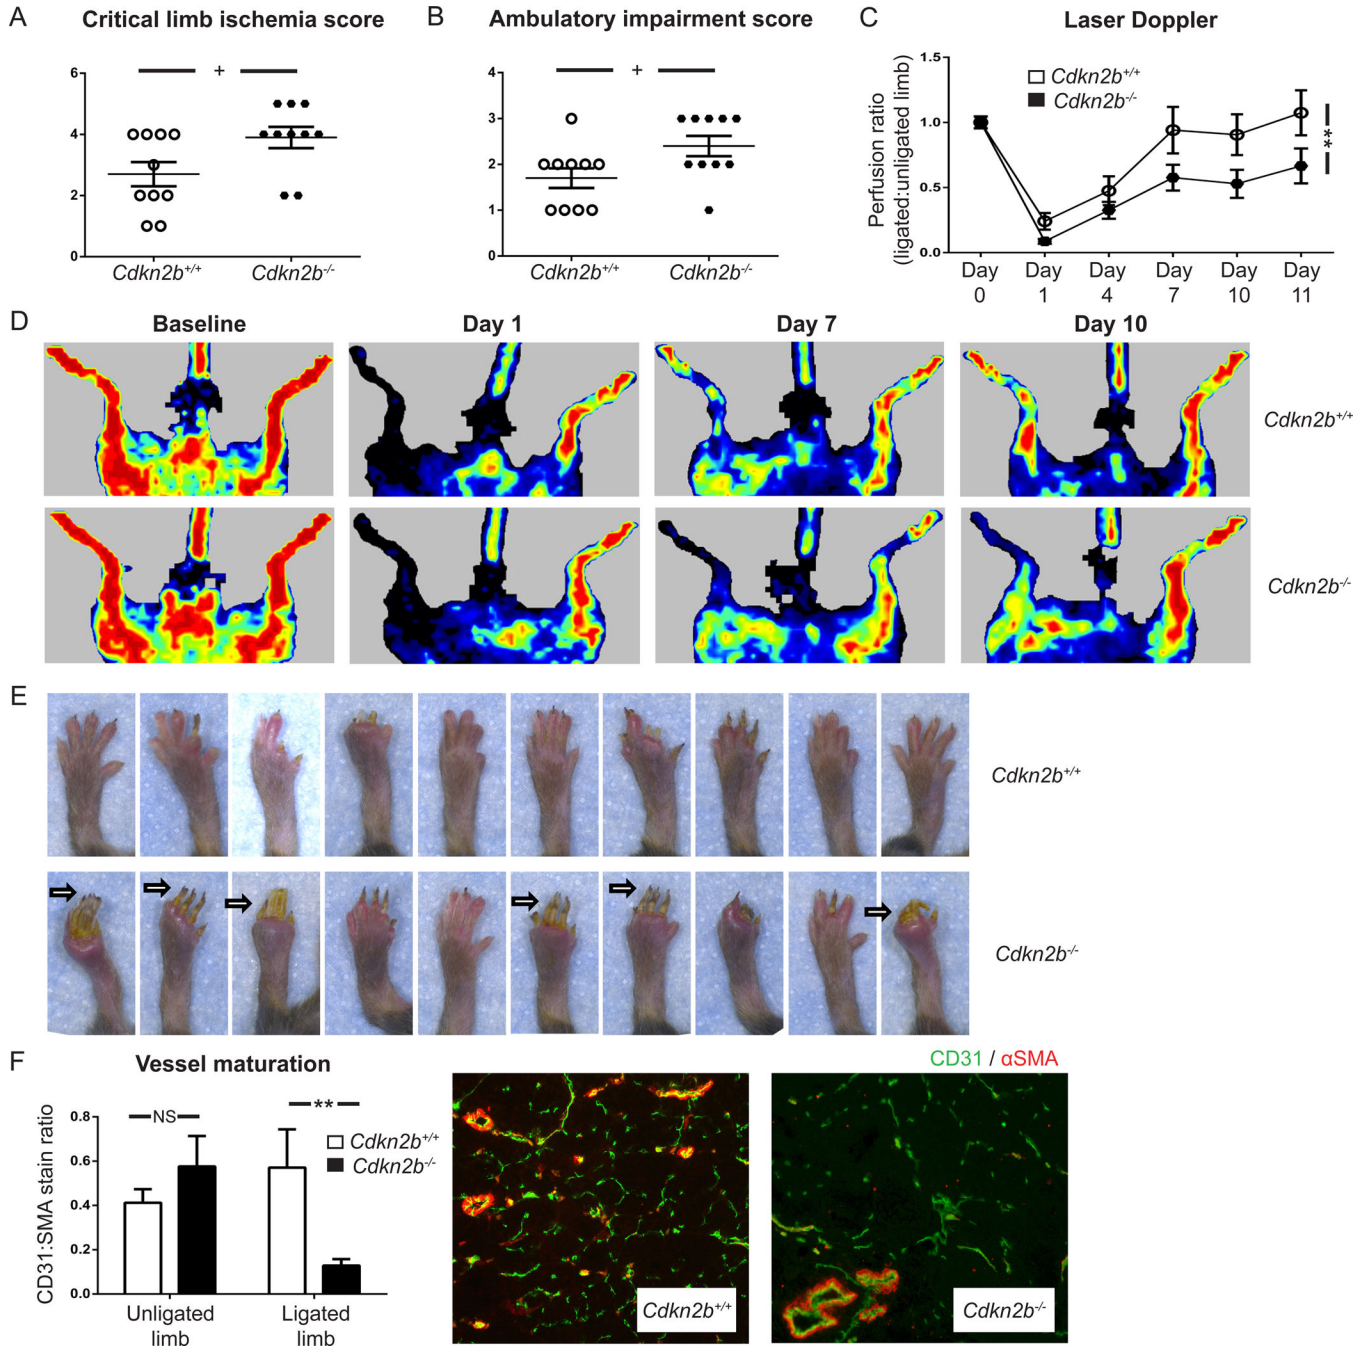 A
Critical limb ischemia score
6
4
2
0
+
Cdkn2b+/+
Cdkn2b-/-
B
Ambulatory impairment score
4
3
2
1
0
+
Cdkn2b+/+
Cdkn2b-/-
C
Laser Doppler
Perfusion ratio
(ligated:unligated limb)
1.5
1.0
0.5
0.0
Cdkn2b+/+
Cdkn2b-/-
**
Day Day Day Day Day Day
0 1 4 7 10 11
D
Baseline
Day 1
Day 7
Day 10
Cdkn2b+/+
Cdkn2b-/-
E
Cdkn2b+/+
Cdkn2b-/-
F
Vessel maturation
CD31:SMA stain ratio
0.8
0.6
0.4
0.2
0.0
NS
**
Cdkn2b+/+
Cdkn2b-/-
Unligated
limb
Ligated
limb
CD31 / αSMA
Cdkn2b+/+
Cdkn2b-/-